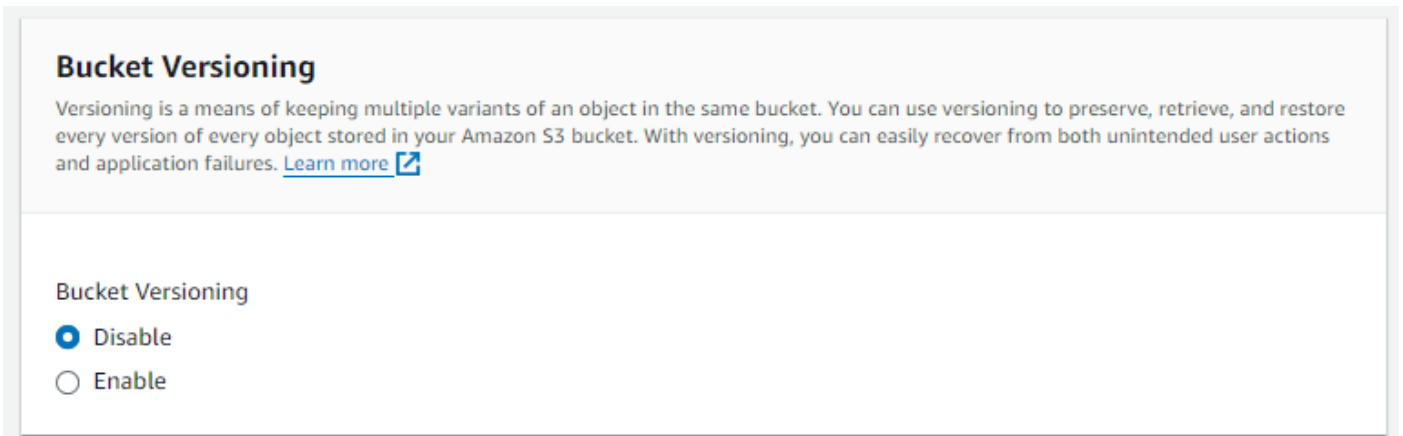 Bucket Versioning
Versioning is a means of keeping multiple variants of an object in the same bucket. You can use versioning to preserve, retrieve, and restore
every version of every object stored in your Amazon S3 bucket. With versioning, you can easily recover from both unintended user actions
and application failures. Learn more
Bucket Versioning
Disable
Enable